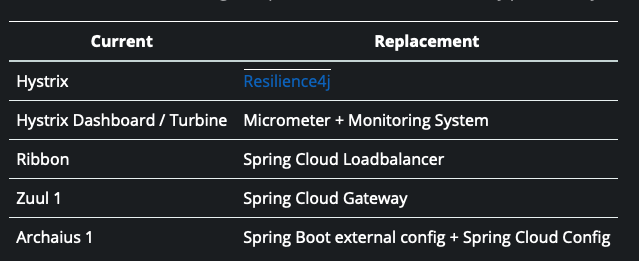 Current Replacement
Hystrix Resilience4j
Hystrix Dashboard / Turbine Micrometer + Monitoring System
Ribbon Spring Cloud Loadbalancer
Zuul 1 Spring Cloud Gateway
Archaius 1 Spring Boot external config + Spring Cloud Config